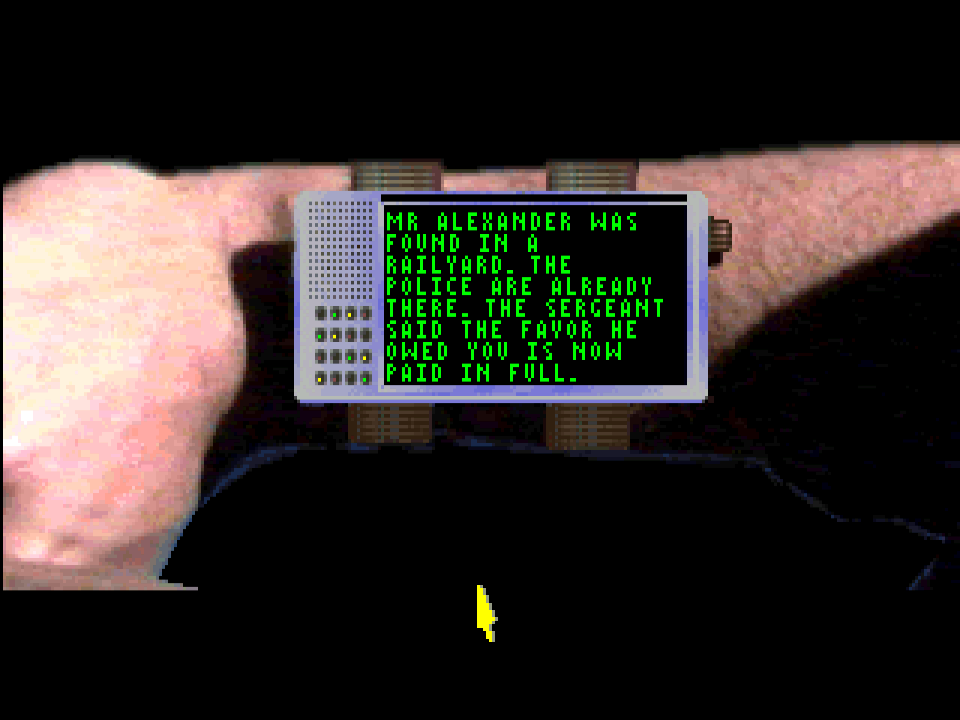 MR ALEXANDER WAS
FOUND IN A
RAILYARD. THE
POLICE ARE ALREADY
THERE. THE SERGEANT
SAID THE FAVOR HE
OWED YOU IS NOW
PAID IN FULL.